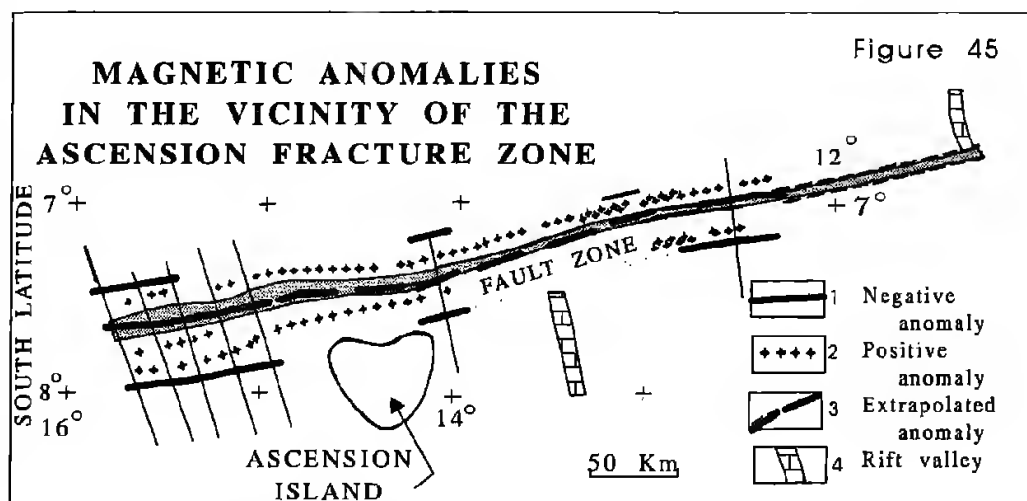 Figure 45
MAGNETIC ANOMALIES
IN THE VICINITY OF THE
ASCENSION FRACTURE ZONE
12°
7°
7°
SOUTH LATITUDE
FAULT ZONE
8°
16°
14°
ASCENSION
ISLAND
50 Km
1 Negative
anomaly
2 Positive
anomaly
3 Extrapolated
anomaly
4 Rift valley